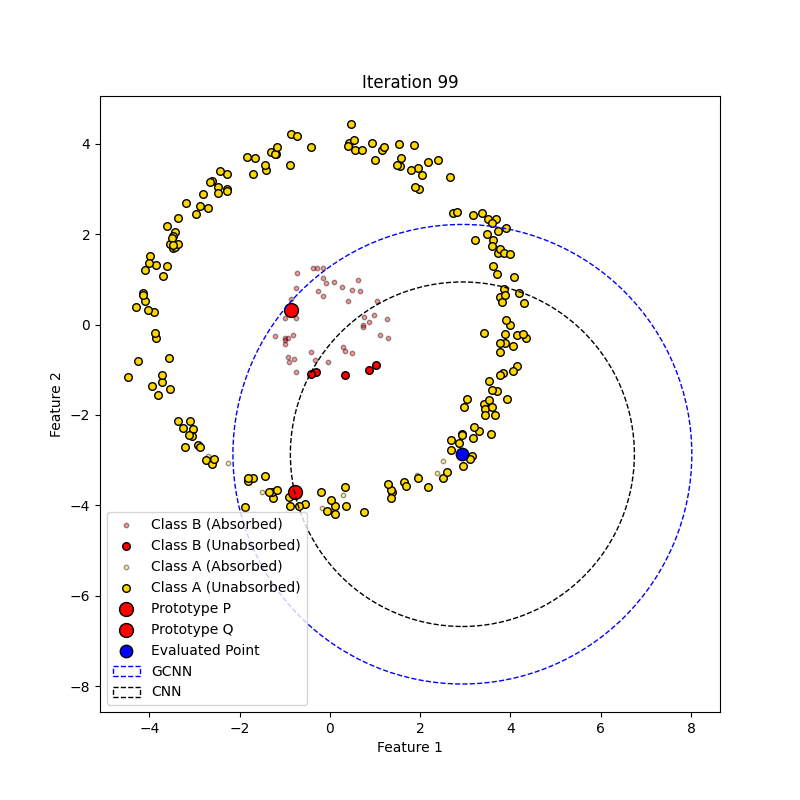 Iteration 99
Feature 2
4
2
0
−2
−4
−6
−8
Class B (Absorbed)
Class B (Unabsorbed)
Class A (Absorbed)
Class A (Unabsorbed)
Prototype P
Prototype Q
Evaluated Point
GCNN
CNN
−4 −2 0 2 4 6 8
Feature 1